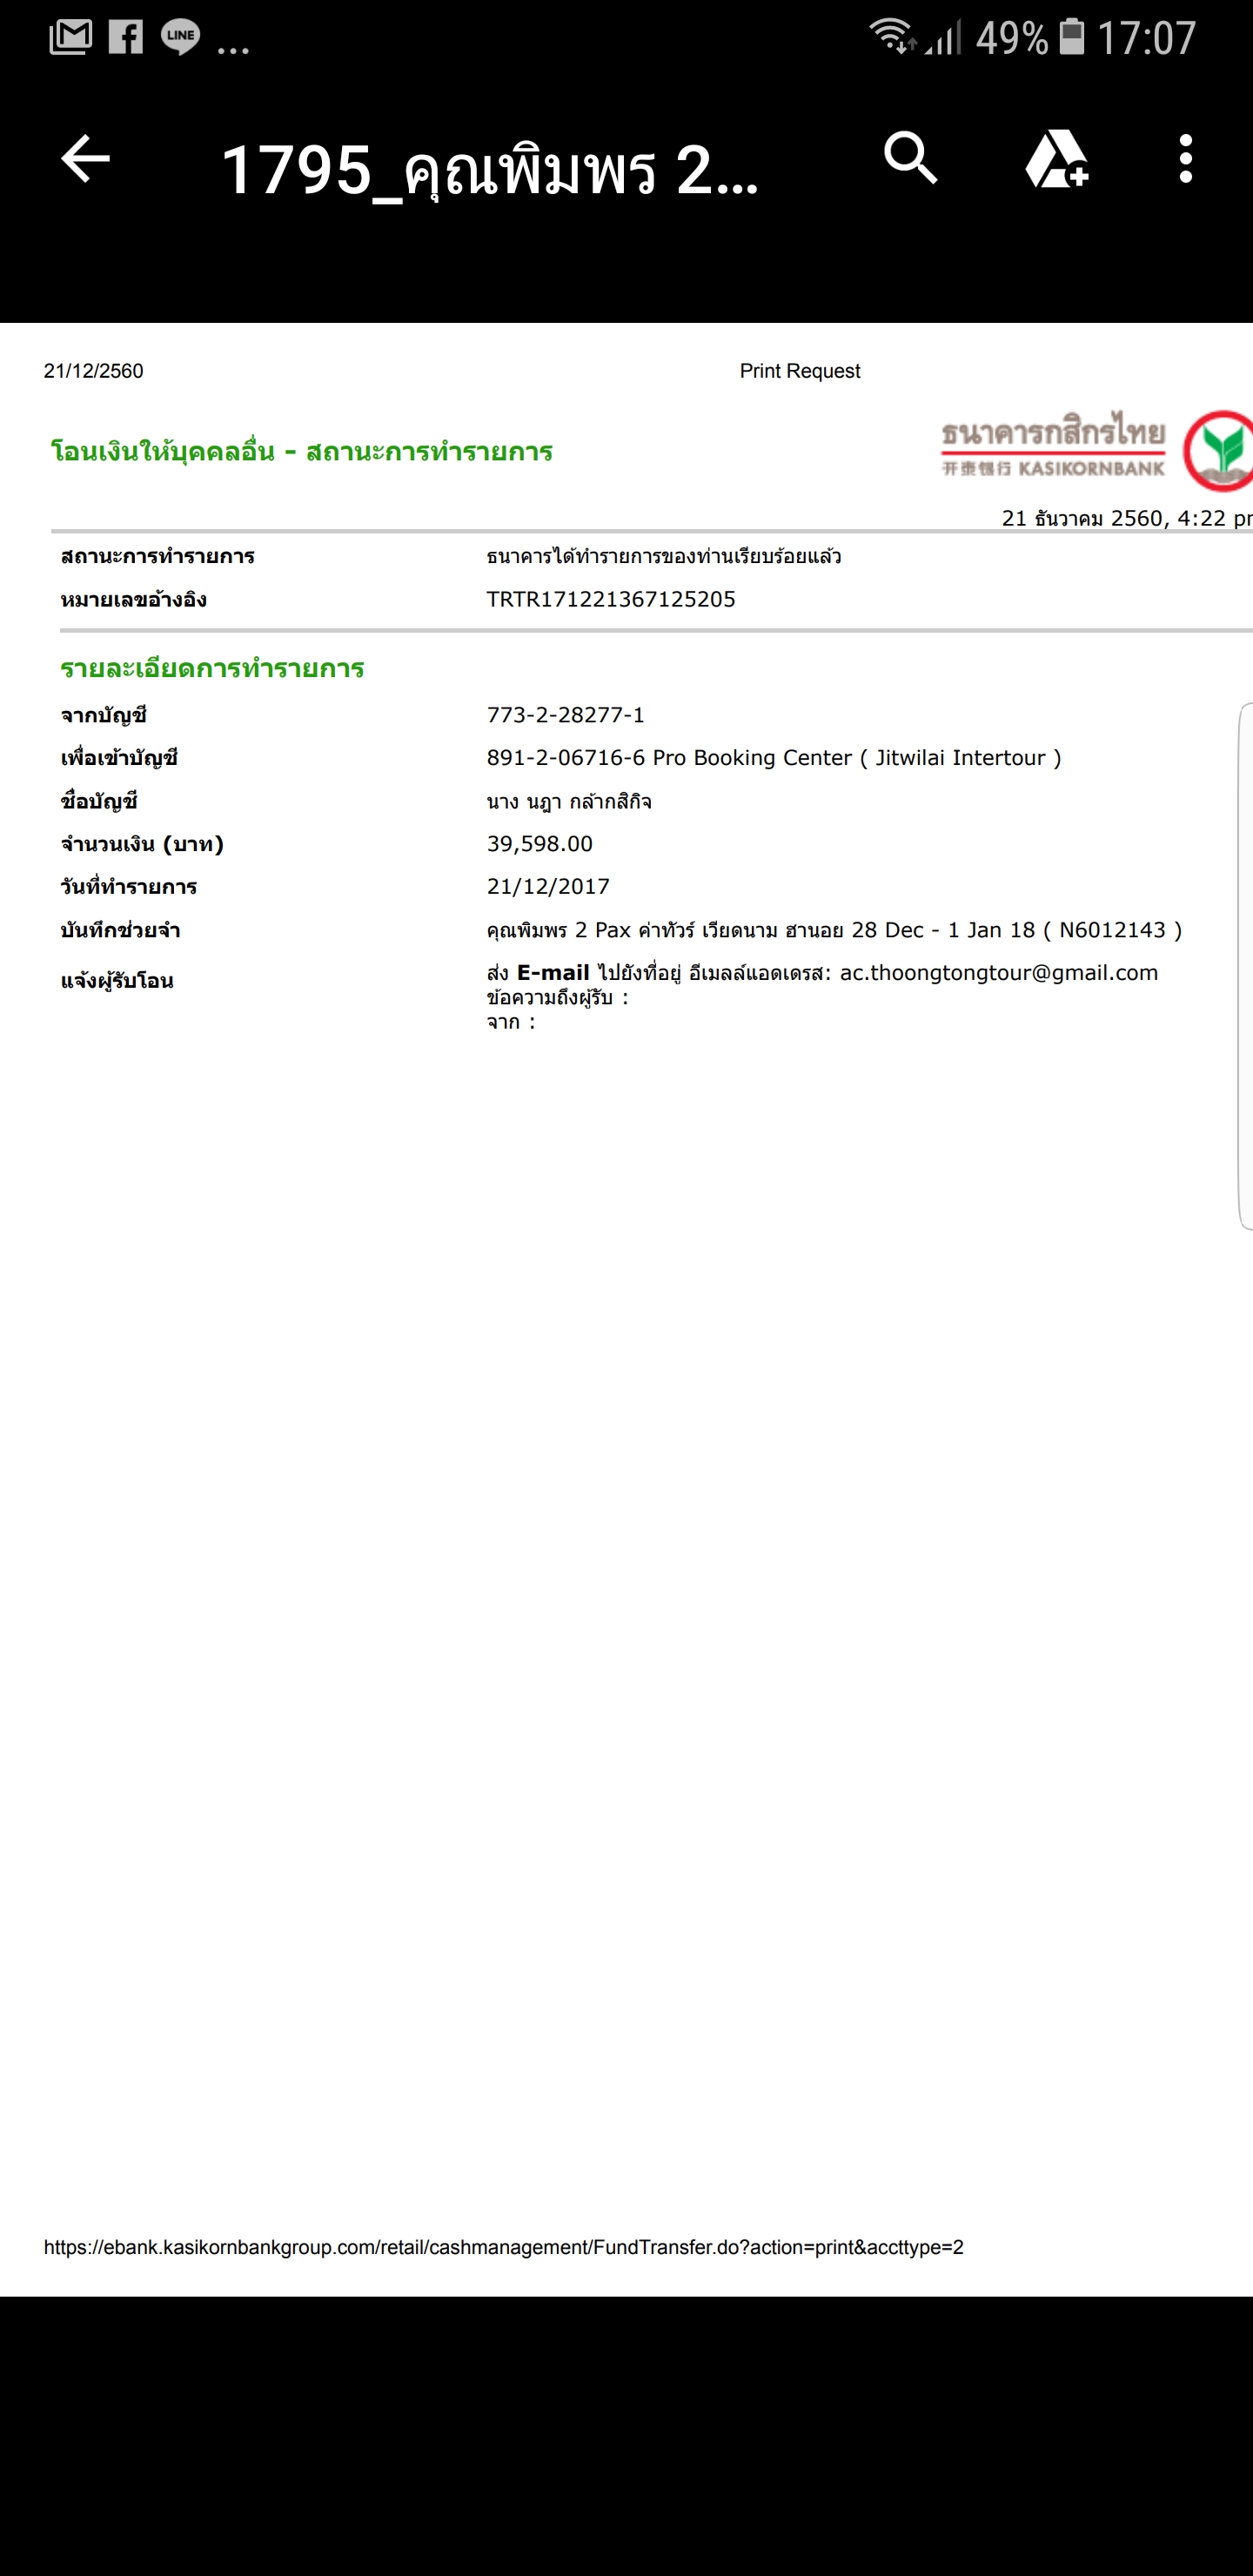 LINE ... 49% 17:07
1795_คุณพิมพร 2...
21/12/2560 Print Request
โอนเงินให้บุคคลอื่น - สถานะการทำรายการ
ธนาคารกสิกรไทย
开泰银行 KASIKORNBANK
21 ธันวาคม 2560, 4:22 pm
สถานะการทำรายการ ธนาคารได้ทำรายการของท่านเรียบร้อยแล้ว
หมายเลขอ้างอิง TRTR171221367125205
รายละเอียดการทำรายการ
จากบัญชี 773-2-28277-1
เพื่อเข้าบัญชี 891-2-06716-6 Pro Booking Center ( Jitwilai Intertour )
ชื่อบัญชี นาง นฎา กล้ากสิกิจ
จำนวนเงิน (บาท) 39,598.00
วันที่ทำรายการ 21/12/2017
บันทึกช่วยจำ คุณพิมพร 2 Pax ค่าทัวร์ เวียดนาม ฮานอย 28 Dec - 1 Jan 18 ( N6012143 )
แจ้งผู้รับโอน ส่ง E-mail ไปยังที่อยู่ อีเมลล์แอดเดรส: ac.thoongtongtour@gmail.com
ข้อความถึงผู้รับ :
จาก :
https://ebank.kasikornbankgroup.com/retail/cashmanagement/FundTransfer.do?action=print&accttype=2